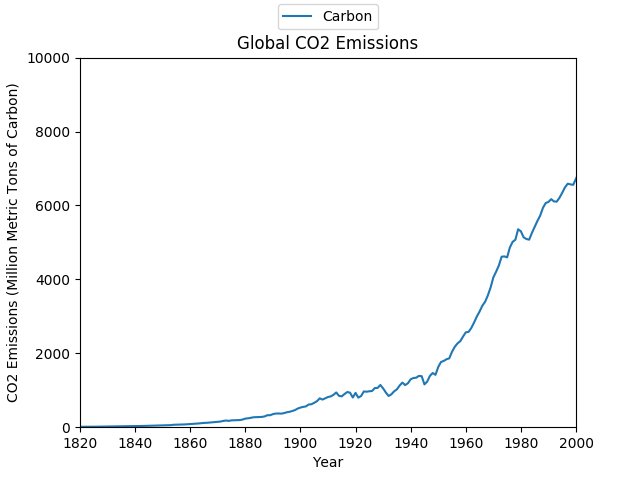 Carbon
Global CO2 Emissions
10000
8000
6000
4000
2000
0
CO2 Emissions (Million Metric Tons of Carbon)
1820 1840 1860 1880 1900 1920 1940 1960 1980 2000
Year